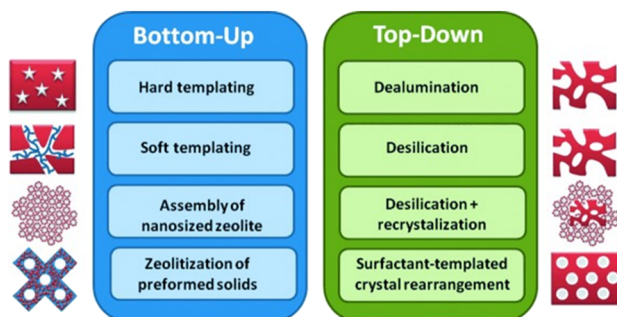 Bottom-Up
Hard templating
Soft templating
Assembly of
nanosized zeolite
Zeolitization of
preformed solids
Top-Down
Dealumination
Desilication
Desilication +
recrystalization
Surfactant-templated
crystal rearrangement